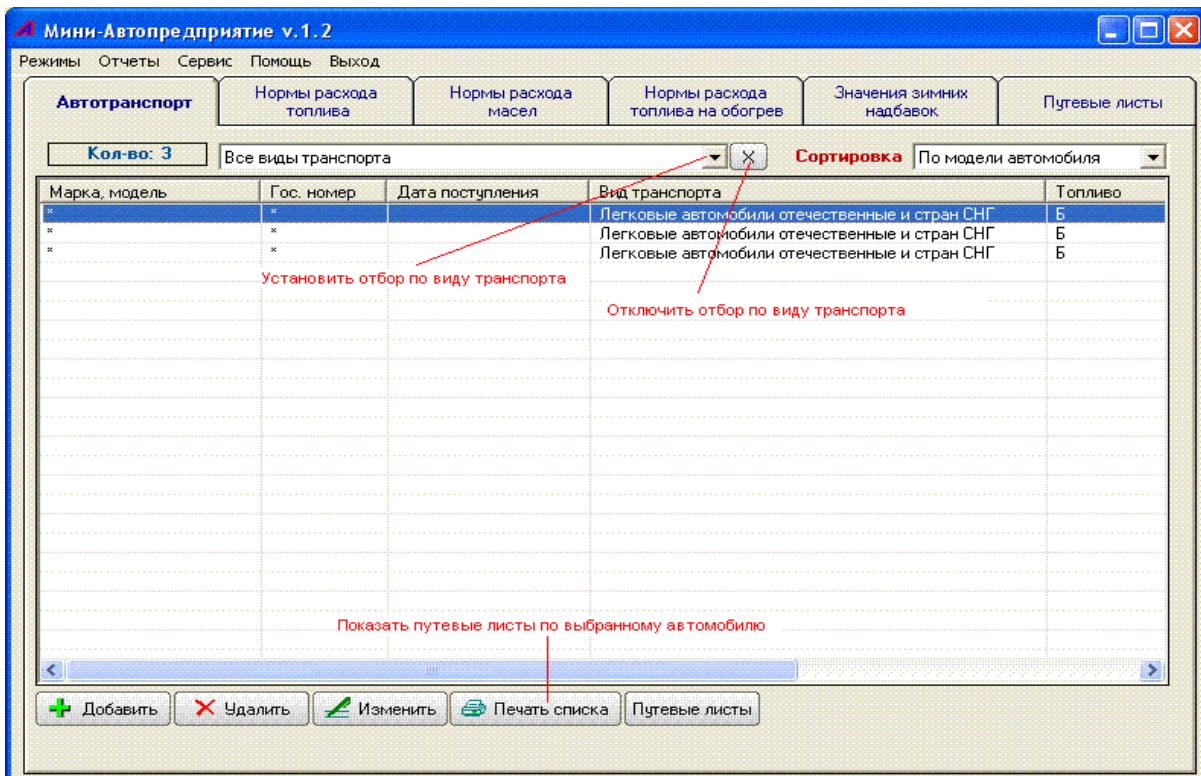 Мини-Автопредприятие v.1.2
Режимы Отчеты Сервис Помощь Выход
Автотранспорт
Нормы расхода
топлива
Нормы расхода
масел
Нормы расхода
топлива на обогрев
Значения зимних
надбавок
Путевые листы
Кол-во: 3
Все виды транспорта
Сортировка
По модели автомобиля
Марка, модель Гос. номер Дата поступления Вид транспорта Топливо
* * Легковые автомобили отечественные и стран СНГ Б
* * Легковые автомобили отечественные и стран СНГ Б
* * Легковые автомобили отечественные и стран СНГ Б
Установить отбор по виду транспорта
Отключить отбор по виду транспорта
Показать путевые листы по выбранному автомобилю
Добавить Удалить Изменить Печать списка Путевые листы